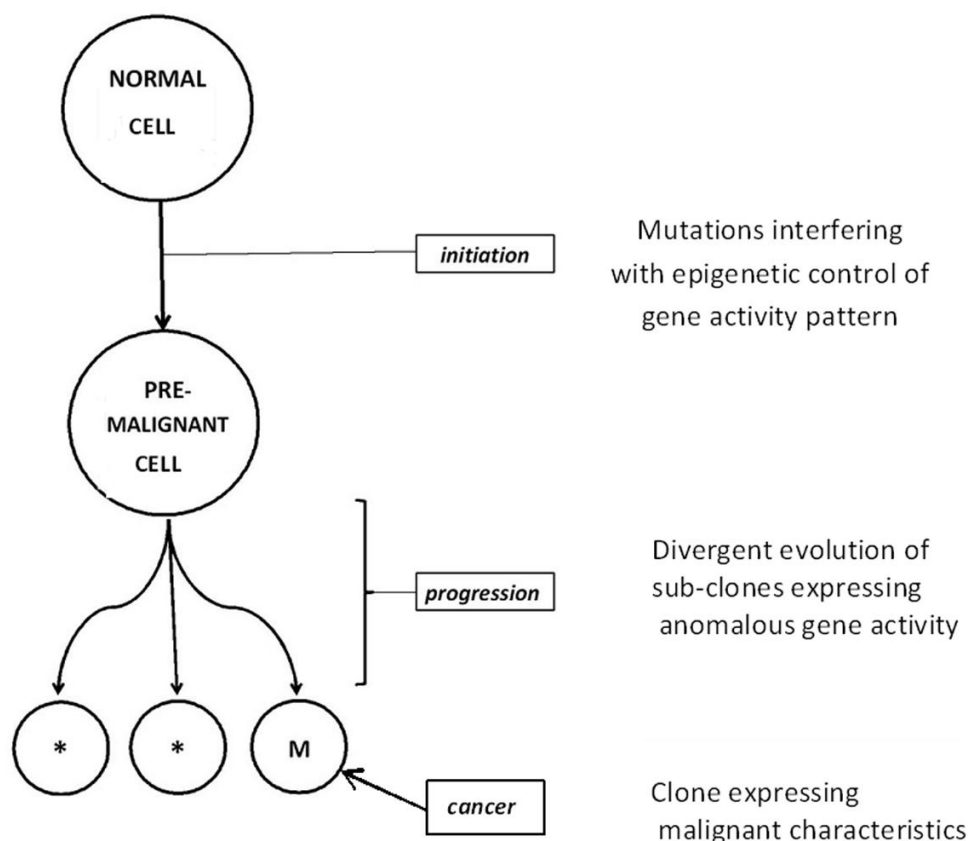 NORMAL
CELL
initiation
Mutations interfering
with epigenetic control of
gene activity pattern
PRE-
MALIGNANT
CELL
progression
Divergent evolution of
sub-clones expressing
anomalous gene activity
*
*
M
cancer
Clone expressing
malignant characteristics